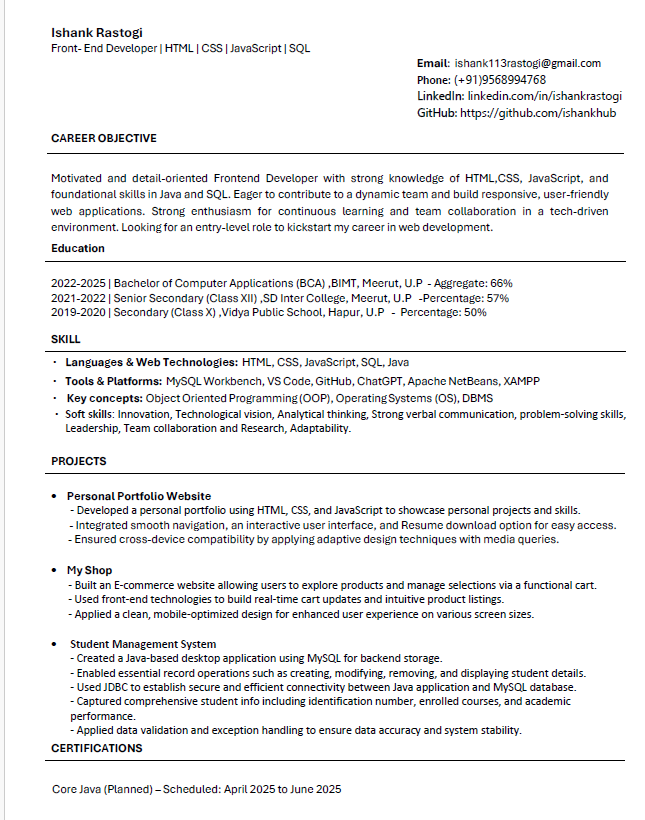 Ishank Rastogi
Front- End Developer | HTML | CSS | JavaScript | SQL
Email: ishank113rastogi@gmail.com
Phone: (+91)9568994768
LinkedIn: linkedin.com/in/ishankrastogi
GitHub: https://github.com/ishankhub
CAREER OBJECTIVE
Motivated and detail-oriented Frontend Developer with strong knowledge of HTML,CSS, JavaScript, and
foundational skills in Java and SQL. Eager to contribute to a dynamic team and build responsive, user-friendly
web applications. Strong enthusiasm for continuous learning and team collaboration in a tech-driven
environment. Looking for an entry-level role to kickstart my career in web development.
Education
2022-2025 | Bachelor of Computer Applications (BCA) ,BIMT, Meerut, U.P - Aggregate: 66%
2021-2022 | Senior Secondary (Class XII) ,SD Inter College, Meerut, U.P -Percentage: 57%
2019-2020 | Secondary (Class X) ,Vidya Public School, Hapur, U.P - Percentage: 50%
SKILL
• Languages & Web Technologies: HTML, CSS, JavaScript, SQL, Java
• Tools & Platforms: MySQL Workbench, VS Code, GitHub, ChatGPT, Apache NetBeans, XAMPP
• Key concepts: Object Oriented Programming (OOP), Operating Systems (OS), DBMS
• Soft skills: Innovation, Technological vision, Analytical thinking, Strong verbal communication, problem-solving skills,
Leadership, Team collaboration and Research, Adaptability.
PROJECTS
• Personal Portfolio Website
- Developed a personal portfolio using HTML, CSS, and JavaScript to showcase personal projects and skills.
- Integrated smooth navigation, an interactive user interface, and Resume download option for easy access.
- Ensured cross-device compatibility by applying adaptive design techniques with media queries.
• My Shop
- Built an E-commerce website allowing users to explore products and manage selections via a functional cart.
- Used front-end technologies to build real-time cart updates and intuitive product listings.
- Applied a clean, mobile-optimized design for enhanced user experience on various screen sizes.
• Student Management System
- Created a Java-based desktop application using MySQL for backend storage.
- Enabled essential record operations such as creating, modifying, removing, and displaying student details.
- Used JDBC to establish secure and efficient connectivity between Java application and MySQL database.
- Captured comprehensive student info including identification number, enrolled courses, and academic
performance.
- Applied data validation and exception handling to ensure data accuracy and system stability.
CERTIFICATIONS
Core Java (Planned) – Scheduled: April 2025 to June 2025